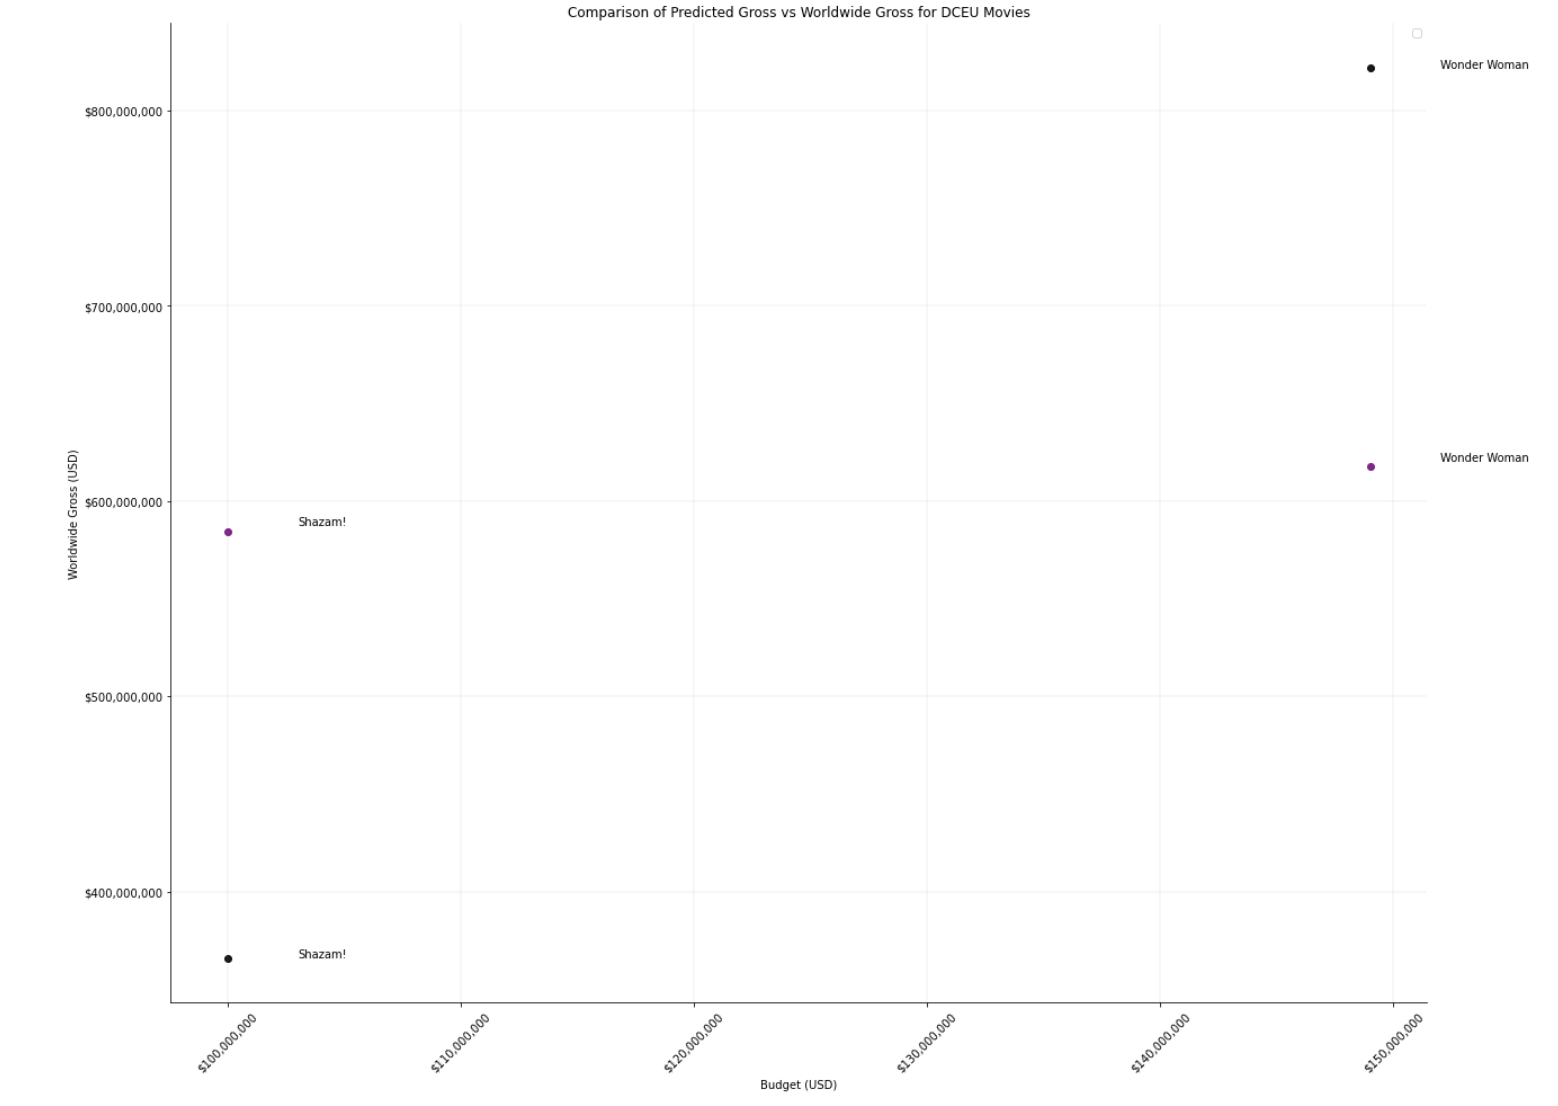 Comparison of Predicted Gross vs Worldwide Gross for DCEU Movies
Wonder Woman
$800,000,000
$700,000,000
Worldwide Gross (USD)
Wonder Woman
$600,000,000
Shazam!
$500,000,000
$400,000,000
Shazam!
$100,000,000
$110,000,000
$120,000,000
$130,000,000
$140,000,000
$150,000,000
Budget (USD)